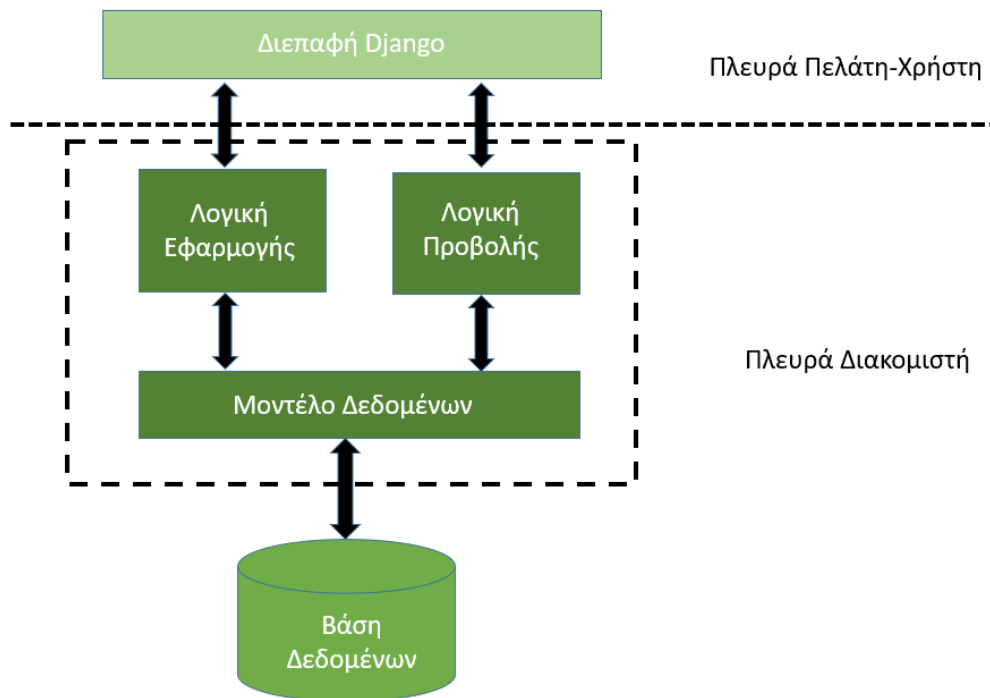 Διεπαφή Django
Πλευρά Πελάτη-Χρήστη
Λογική
Εφαρμογής
Λογική
Προβολής
Πλευρά Διακομιστή
Μοντέλο Δεδομένων
Βάση
Δεδομένων